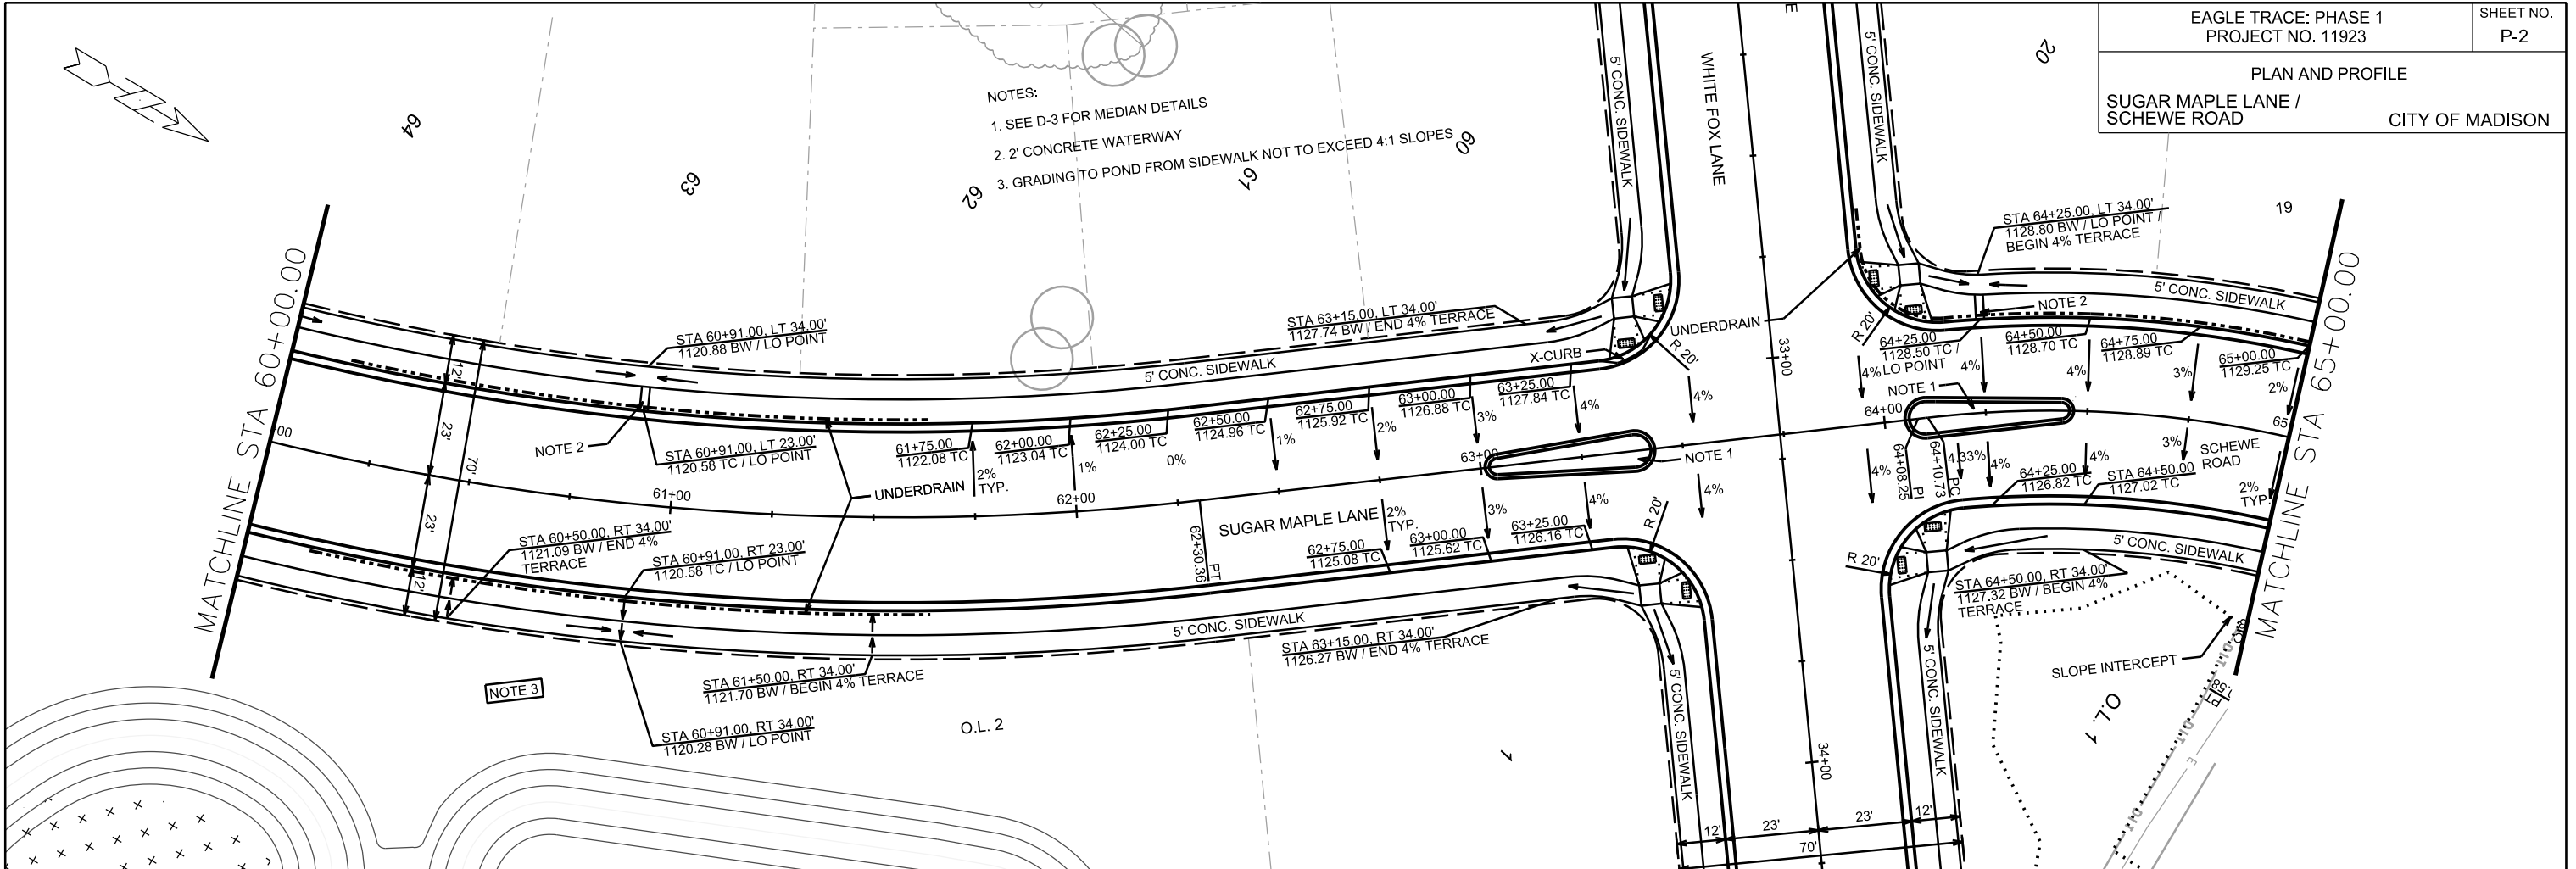 EAGLE TRACE: PHASE 1
PROJECT NO. 11923
SHEET NO.
P-2
PLAN AND PROFILE
SUGAR MAPLE LANE /
SCHEWE ROAD
CITY OF MADISON
NOTES:
1. SEE D-3 FOR MEDIAN DETAILS
2. 2' CONCRETE WATERWAY
3. GRADING TO POND FROM SIDEWALK NOT TO EXCEED 4:1 SLOPES
64
63
62
61
60
20
19
WHITE FOX LANE
E
5' CONC. SIDEWALK
5' CONC. SIDEWALK
MATCHLINE STA 60+00.00
MATCHLINE STA 65+00.00
STA 60+91.00, LT 34.00'
1120.88 BW / LO POINT
STA 63+15.00, LT 34.00'
1127.74 BW / END 4% TERRACE
STA 64+25.00, LT 34.00'
1128.80 BW / LO POINT /
BEGIN 4% TERRACE
5' CONC. SIDEWALK
5' CONC. SIDEWALK
X-CURB
UNDERDRAIN
R 20'
R 20'
NOTE 2
NOTE 2
33+00
STA 60+91.00, LT 23.00'
1120.58 TC / LO POINT
61+75.00
1122.08 TC
62+00.00
1123.04 TC
62+25.00
1124.00 TC
62+50.00
1124.96 TC
62+75.00
1125.92 TC
63+00.00
1126.88 TC
63+25.00
1127.84 TC
64+25.00
1128.50 TC /
LO POINT
64+50.00
1128.70 TC
64+75.00
1128.89 TC
65+00.00
1129.25 TC
12'
23'
70'
23'
12'
+00
61+00
62+00
63+00
64+00
65
UNDERDRAIN
2%
TYP.
1%
0%
1%
2%
3%
4%
4%
4%
4%
4%
3%
2%
NOTE 1
NOTE 1
62+30.36
PT
SUGAR MAPLE LANE
2%
TYP.
3%
4%
4%
4%
64+08.25
PI
64+10.73
PC
4.33%
4%
4%
3%
SCHEWE
ROAD
2%
TYP.
STA 60+50.00, RT 34.00'
1121.09 BW / END 4%
TERRACE
STA 60+91.00, RT 23.00'
1120.58 TC / LO POINT
62+75.00
1125.08 TC
63+00.00
1125.62 TC
63+25.00
1126.16 TC
R 20'
64+25.00
1126.82 TC
STA 64+50.00
1127.02 TC
R 20'
5' CONC. SIDEWALK
5' CONC. SIDEWALK
STA 63+15.00, RT 34.00'
1126.27 BW / END 4% TERRACE
STA 64+50.00, RT 34.00'
1127.32 BW / BEGIN 4%
TERRACE
STA 61+50.00, RT 34.00'
1121.70 BW / BEGIN 4% TERRACE
STA 60+91.00, RT 34.00'
1120.28 BW / LO POINT
NOTE 3
O.L. 2
1
5' CONC. SIDEWALK
5' CONC. SIDEWALK
SLOPE INTERCEPT
O.L. 1
34+00
12'
23'
23'
12'
70'
E